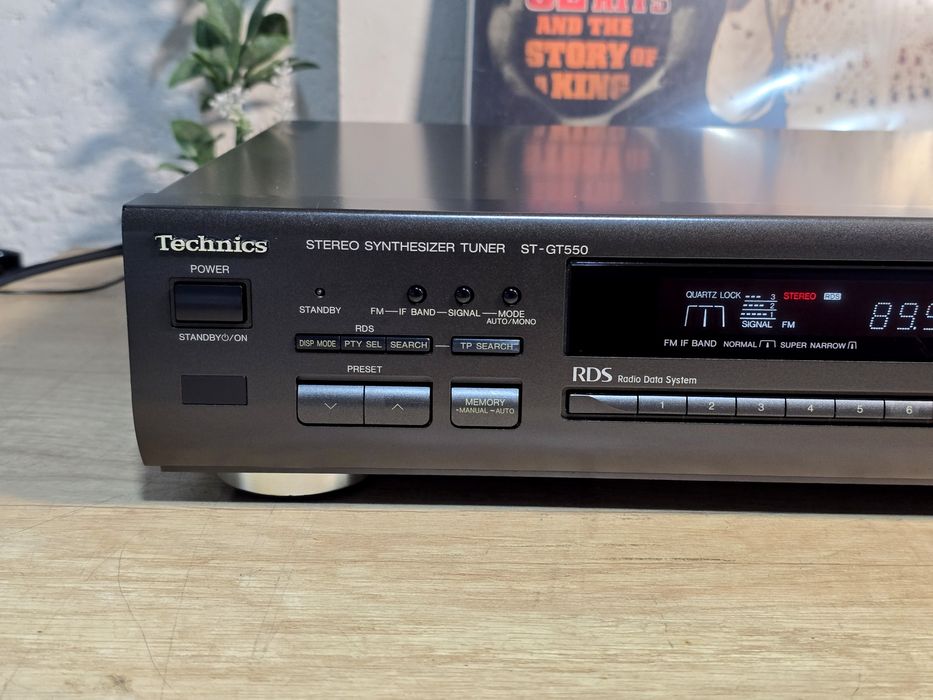 AND THE
STORY OF
A KING
Technics
STEREO SYNTHESIZER TUNER ST-GT550
POWER
STANDBY⏻/ON
STANDBY
FM IF BAND SIGNAL MODE
AUTO/MONO
RDS
DISP MODE PTY SEL SEARCH TP SEARCH
PRESET
MEMORY
-MANUAL -AUTO
QUARTZ LOCK 3 STEREO RDS
2
1
SIGNAL FM
89.9
FM IF BAND NORMAL SUPER NARROW
RDS Radio Data System
1 2 3 4 5 6